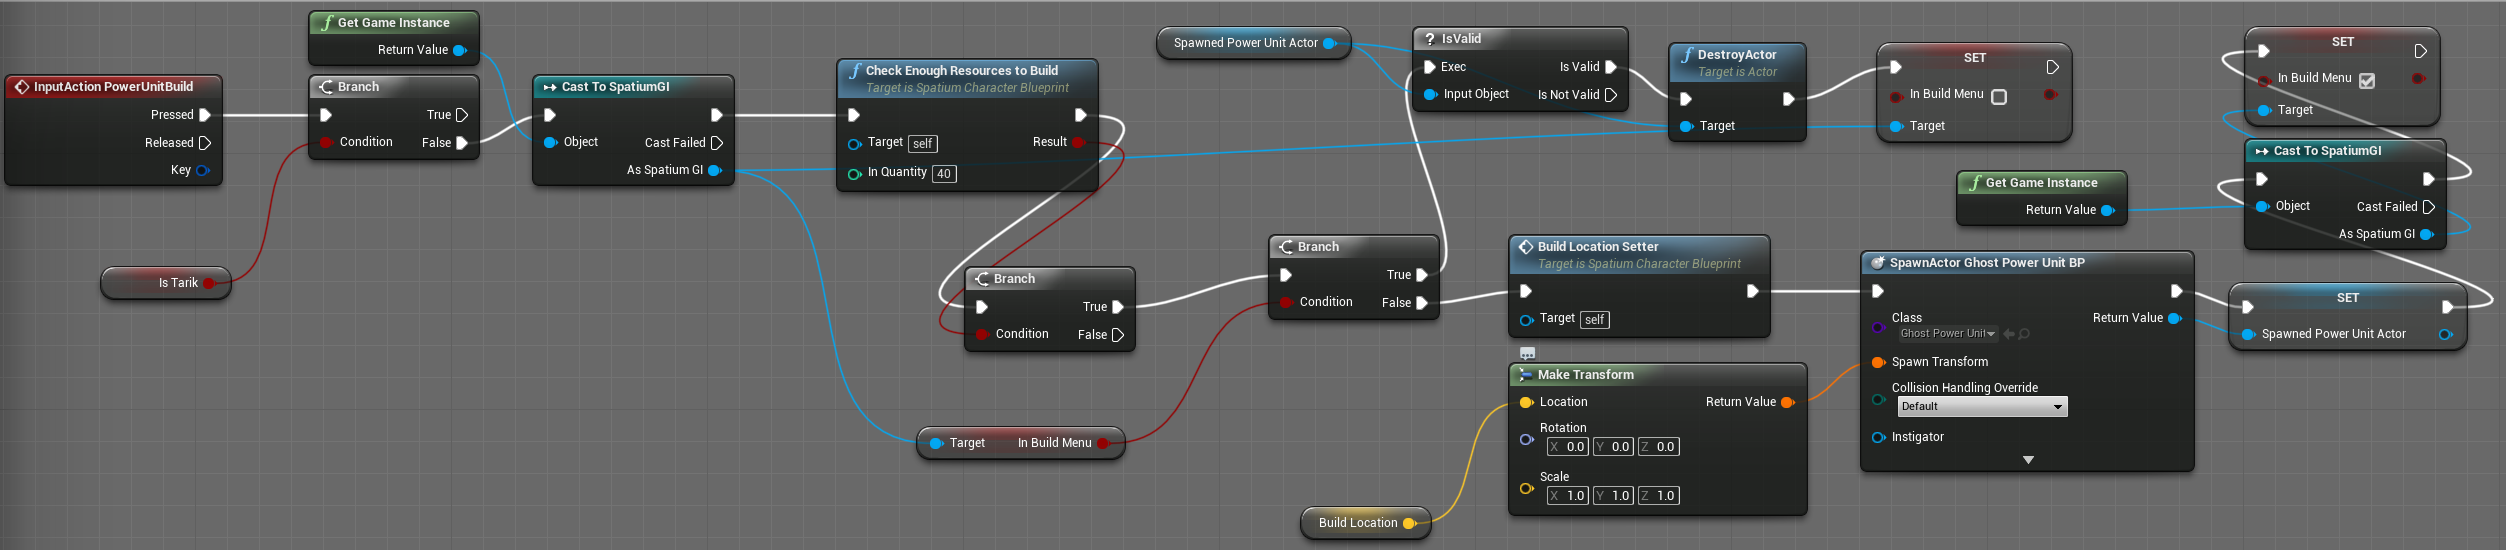 InputAction PowerUnitBuild
Pressed
Released
Key
Is Tarik
Get Game Instance
Return Value
Branch
True
Condition
False
Cast To SpatiumGI
Object
Cast Failed
As Spatium GI
Check Enough Resources to Build
Target is Spatium Character Blueprint
Target self
Result
In Quantity 40
Branch
True
Condition
False
Target In Build Menu
Spawned Power Unit Actor
Branch
True
Condition
False
? IsValid
Exec
Is Valid
Input Object
Is Not Valid
DestroyActor
Target is Actor
Target
SET
In Build Menu
Target
Build Location Setter
Target is Spatium Character Blueprint
Target self
Make Transform
Location
Return Value
Rotation
X 0.0 Y 0.0 Z 0.0
Scale
X 1.0 Y 1.0 Z 1.0
Build Location
SpawnActor Ghost Power Unit BP
Class
Ghost Power Unit
Return Value
Spawn Transform
Collision Handling Override
Default
Instigator
SET
Spawned Power Unit Actor
Get Game Instance
Return Value
Cast To SpatiumGI
Object
Cast Failed
As Spatium GI
SET
In Build Menu
Target